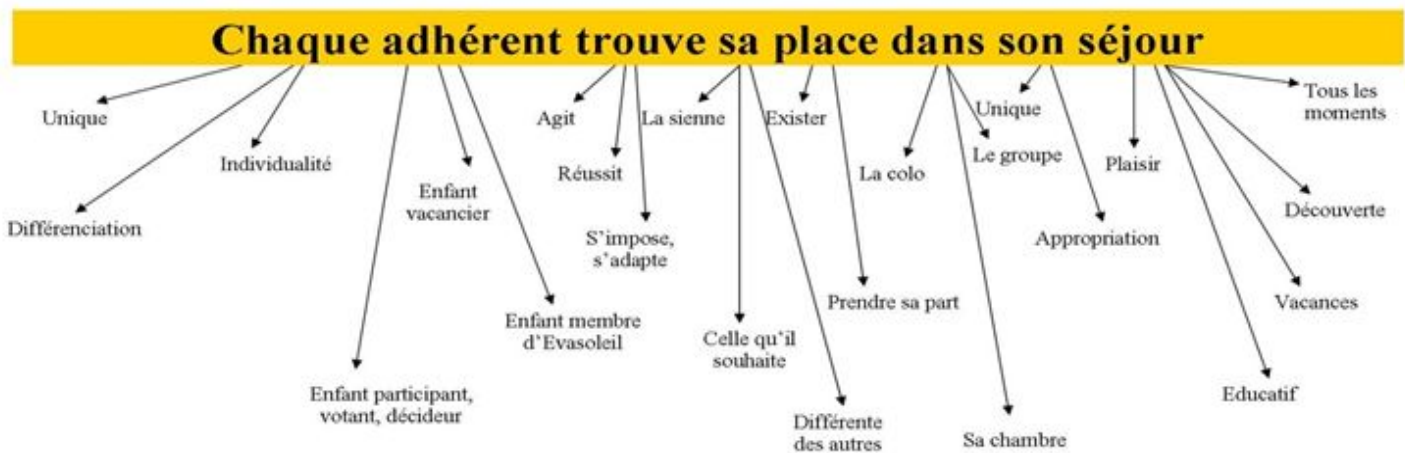 Chaque adhérent trouve sa place dans son séjour
Unique
Différenciation
Individualité
Enfant participant,
votant, décideur
Enfant
vacancier
Enfant membre
d'Evasoleil
Agit
Réussit
S'impose,
s'adapte
La sienne
Celle qu'il
souhaite
Différente
des autres
Exister
Prendre sa part
La colo
Le groupe
Sa chambre
Unique
Appropriation
Plaisir
Tous les
moments
Découverte
Vacances
Educatif